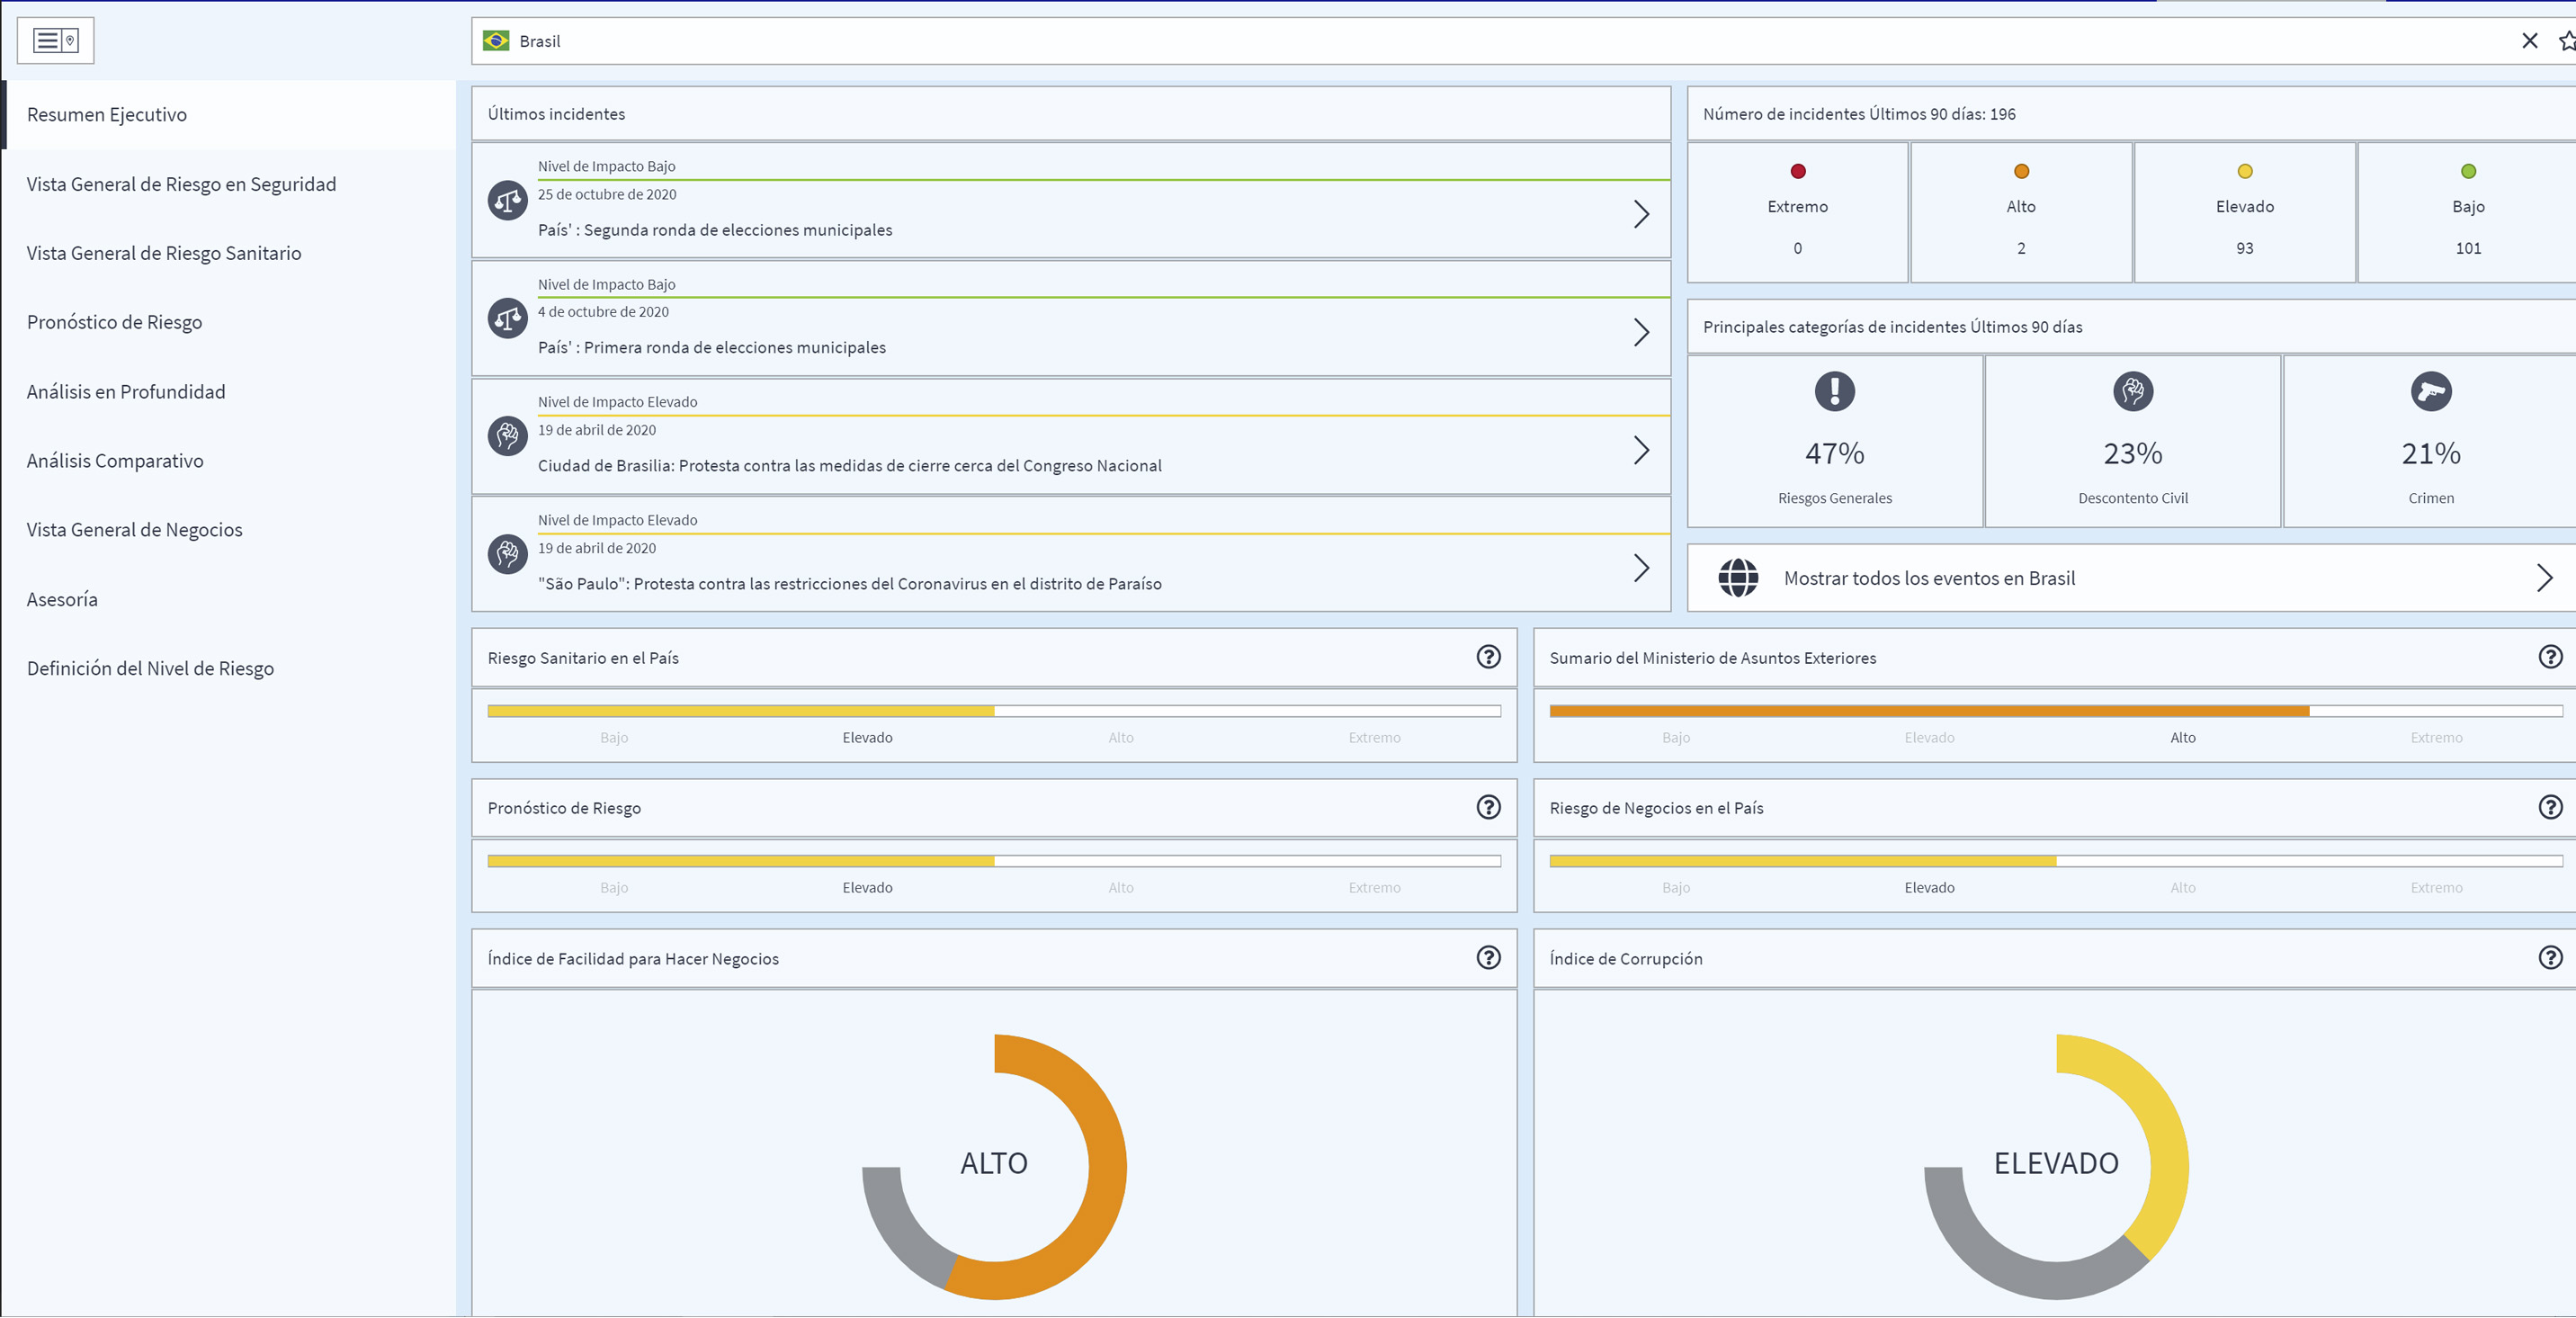 Brasil
Resumen Ejecutivo
Vista General de Riesgo en Seguridad
Vista General de Riesgo Sanitario
Pronóstico de Riesgo
Análisis en Profundidad
Análisis Comparativo
Vista General de Negocios
Asesoría
Definición del Nivel de Riesgo
Últimos incidentes
Nivel de Impacto Bajo
25 de octubre de 2020
País' : Segunda ronda de elecciones municipales
Nivel de Impacto Bajo
4 de octubre de 2020
País' : Primera ronda de elecciones municipales
Nivel de Impacto Elevado
19 de abril de 2020
Ciudad de Brasilia: Protesta contra las medidas de cierre cerca del Congreso Nacional
Nivel de Impacto Elevado
19 de abril de 2020
"São Paulo": Protesta contra las restricciones del Coronavirus en el distrito de Paraíso
Número de incidentes Últimos 90 días: 196
Extremo
0
Alto
2
Elevado
93
Bajo
101
Principales categorías de incidentes Últimos 90 días
47%
Riesgos Generales
23%
Descontento Civil
21%
Crimen
Mostrar todos los eventos en Brasil
Riesgo Sanitario en el País
Bajo Elevado Alto Extremo
Sumario del Ministerio de Asuntos Exteriores
Bajo Elevado Alto Extremo
Pronóstico de Riesgo
Bajo Elevado Alto Extremo
Riesgo de Negocios en el País
Bajo Elevado Alto Extremo
Índice de Facilidad para Hacer Negocios
ALTO
Índice de Corrupción
ELEVADO